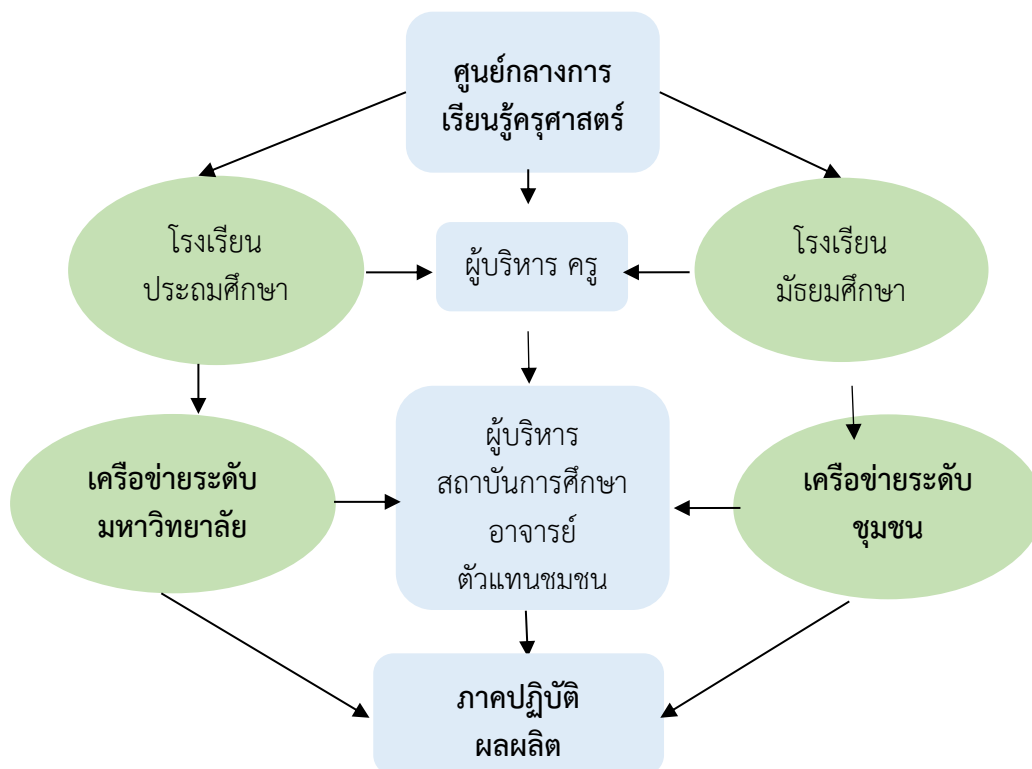 ศูนย์กลางการ
เรียนรู้ครุศาสตร์
โรงเรียน
ประถมศึกษา
ผู้บริหาร ครู
โรงเรียน
มัธยมศึกษา
เครือข่ายระดับ
มหาวิทยาลัย
ผู้บริหาร
สถาบันการศึกษา
อาจารย์
ตัวแทนชุมชน
เครือข่ายระดับ
ชุมชน
ภาคปฏิบัติ
ผลผลิต